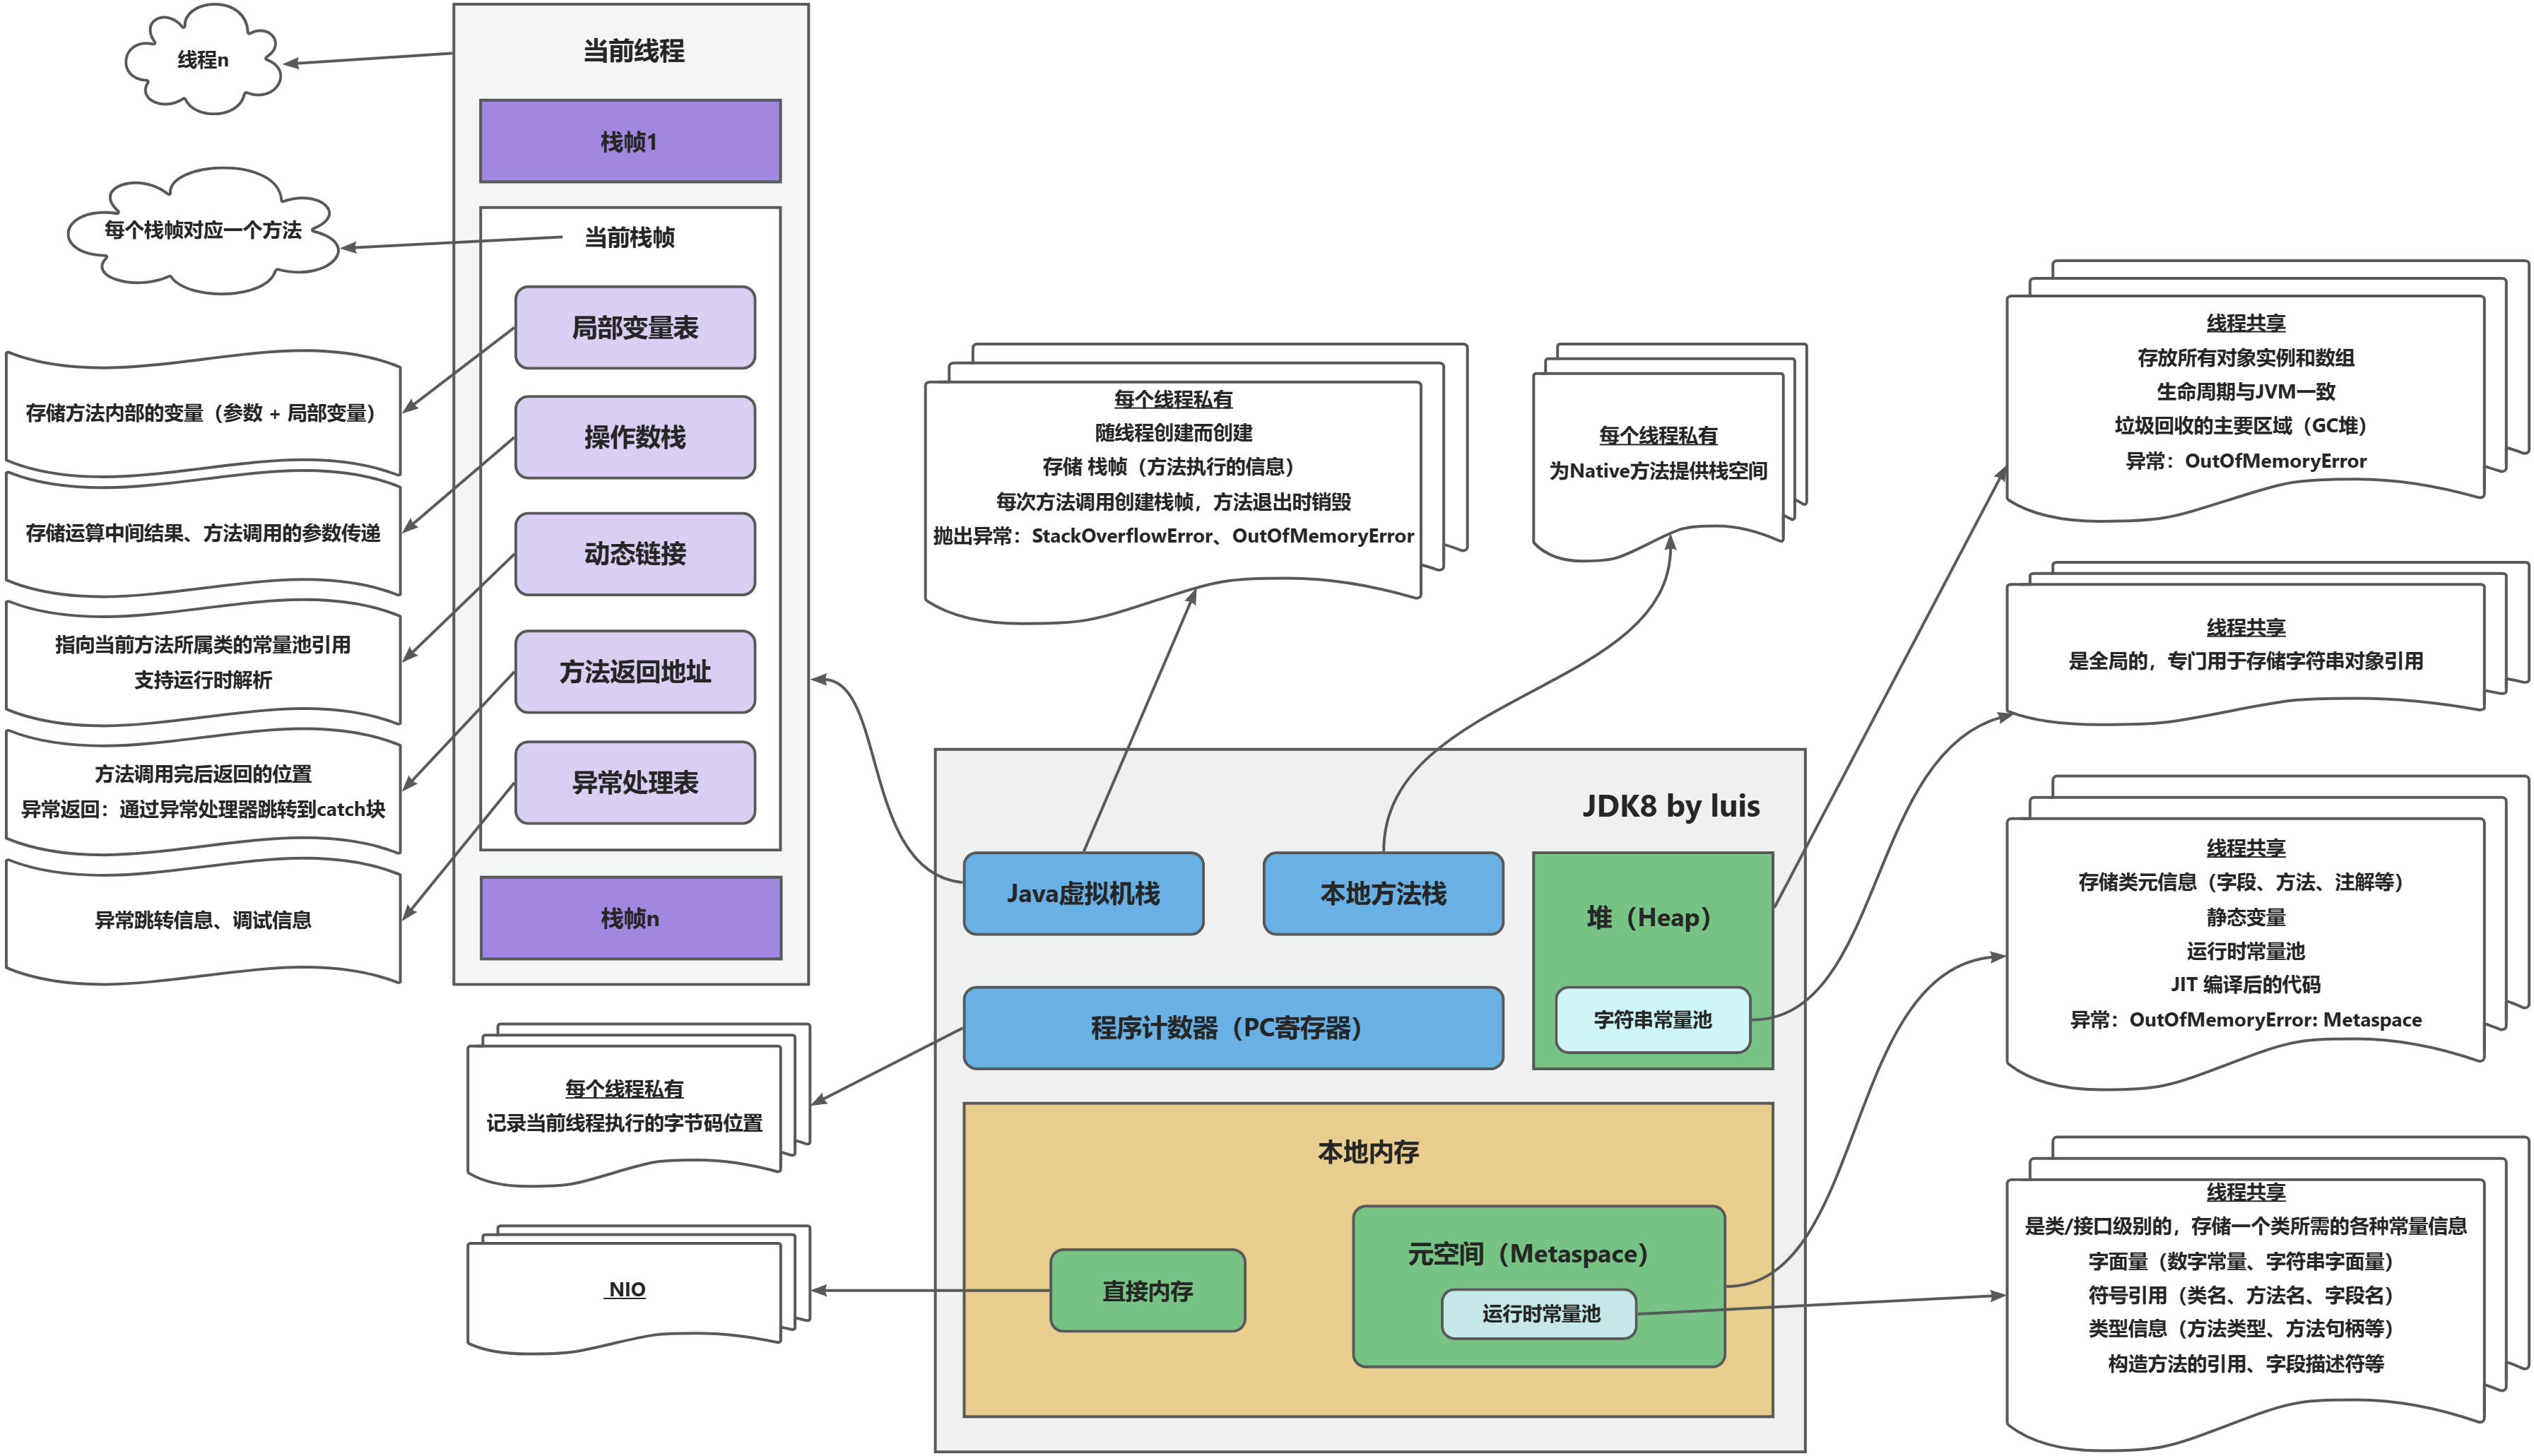 线程n
当前线程
栈帧1
每个栈帧对应一个方法
当前栈帧
局部变量表
操作数栈
动态链接
方法返回地址
异常处理表
栈帧n
存储方法内部的变量（参数 + 局部变量）
存储运算中间结果、方法调用的参数传递
指向当前方法所属类的常量池引用
支持运行时解析
方法调用完后返回的位置
异常返回：通过异常处理器跳转到catch块
异常跳转信息、调试信息
每个线程私有
随线程创建而创建
存储 栈帧（方法执行的信息）
每次方法调用创建栈帧，方法退出时销毁
抛出异常：StackOverflowError、OutOfMemoryError
每个线程私有
为Native方法提供栈空间
线程共享
存放所有对象实例和数组
生命周期与JVM一致
垃圾回收的主要区域（GC堆）
异常：OutOfMemoryError
线程共享
是全局的，专门用于存储字符串对象引用
JDK8 by luis
Java虚拟机栈
本地方法栈
堆（Heap）
程序计数器（PC寄存器）
字符串常量池
本地内存
直接内存
元空间（Metaspace）
运行时常量池
每个线程私有
记录当前线程执行的字节码位置
NIO
线程共享
存储类元信息（字段、方法、注解等）
静态变量
运行时常量池
JIT 编译后的代码
异常：OutOfMemoryError: Metaspace
线程共享
是类/接口级别的，存储一个类所需的各种常量信息
字面量（数字常量、字符串字面量）
符号引用（类名、方法名、字段名）
类型信息（方法类型、方法句柄等）
构造方法的引用、字段描述符等